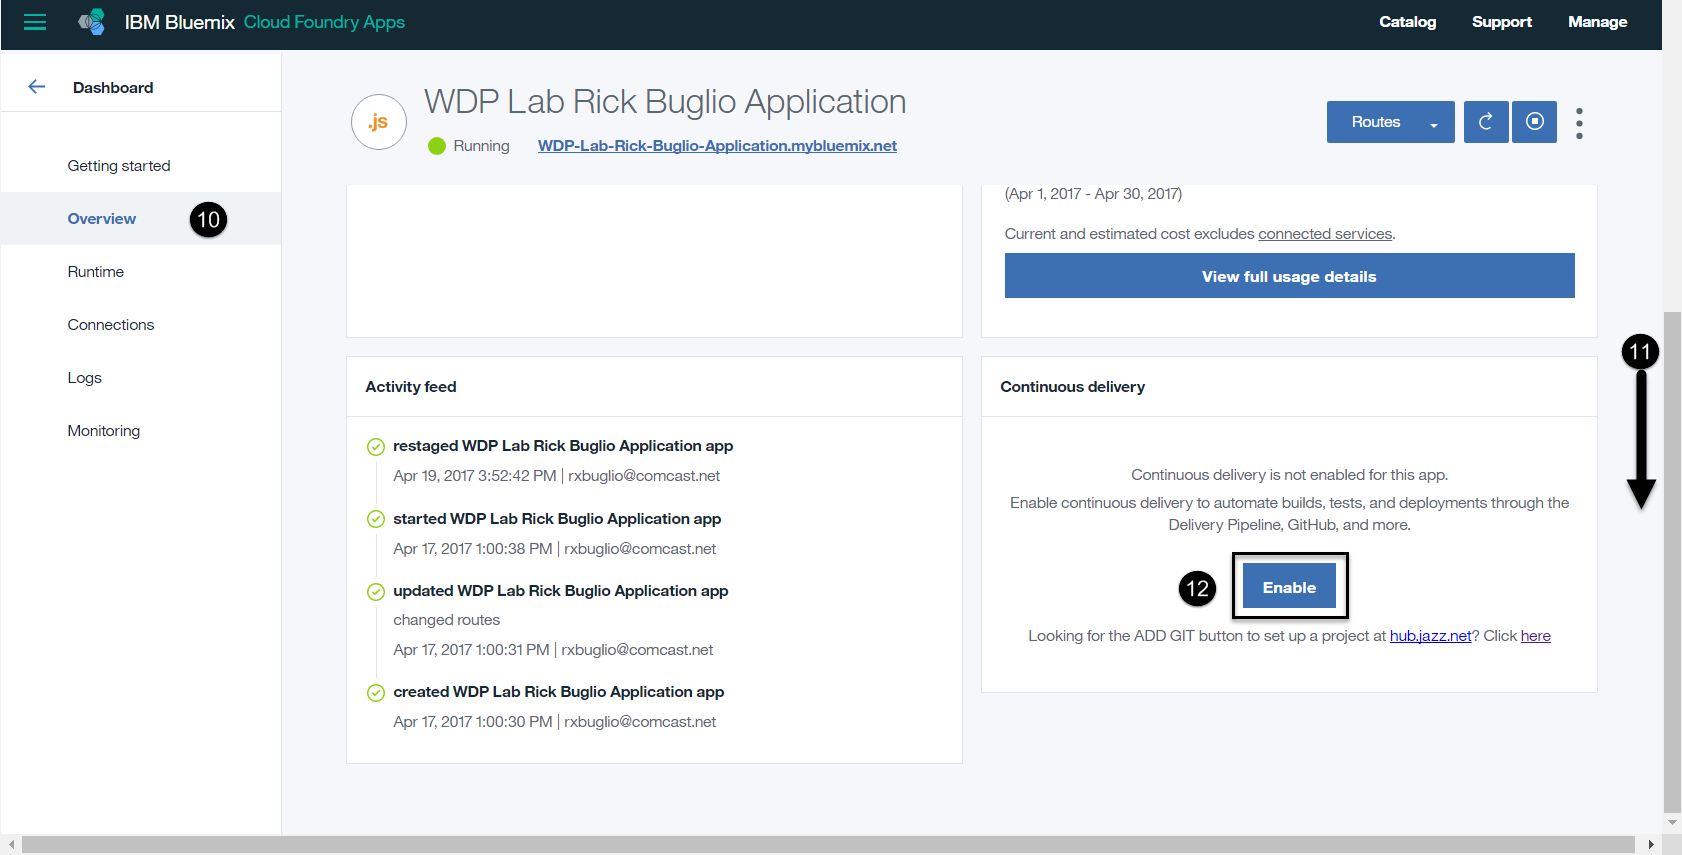 IBM Bluemix Cloud Foundry Apps
Catalog Support Manage
Dashboard
Getting started
Overview
10
Runtime
Connections
Logs
Monitoring
.js
WDP Lab Rick Buglio Application
Running WDP-Lab-Rick-Buglio-Application.mybluemix.net
Routes
(Apr 1, 2017 - Apr 30, 2017)
Current and estimated cost excludes connected services.
View full usage details
11
Activity feed
restaged WDP Lab Rick Buglio Application app
Apr 19, 2017 3:52:42 PM | rxbuglio@comcast.net
started WDP Lab Rick Buglio Application app
Apr 17, 2017 1:00:38 PM | rxbuglio@comcast.net
updated WDP Lab Rick Buglio Application app
changed routes
Apr 17, 2017 1:00:31 PM | rxbuglio@comcast.net
created WDP Lab Rick Buglio Application app
Apr 17, 2017 1:00:30 PM | rxbuglio@comcast.net
Continuous delivery
Continuous delivery is not enabled for this app.
Enable continuous delivery to automate builds, tests, and deployments through the
Delivery Pipeline, GitHub, and more.
12
Enable
Looking for the ADD GIT button to set up a project at hub.jazz.net? Click here